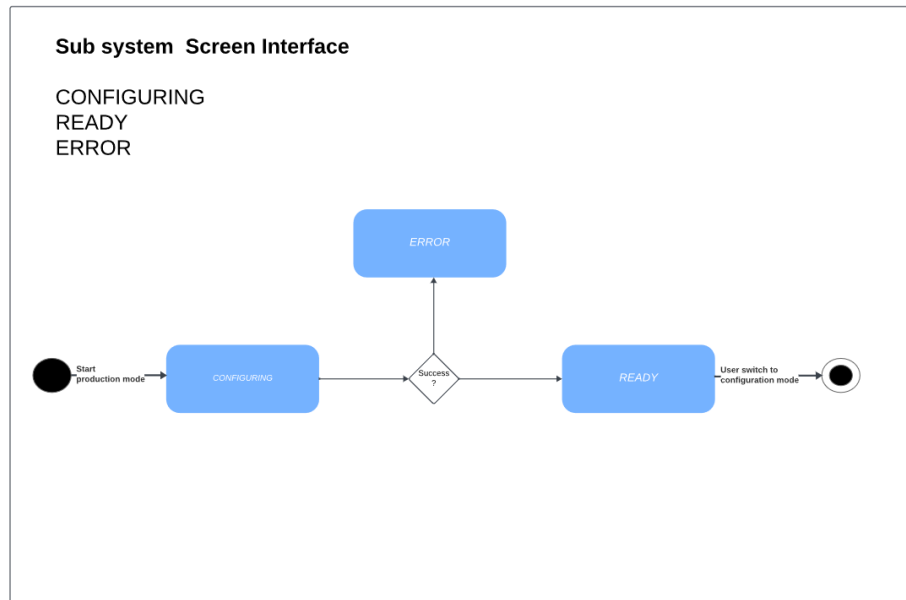 Sub system  Screen Interface
CONFIGURING
READY
ERROR
ERROR
Start
production mode
CONFIGURING
Success
?
READY
User switch to
configuration mode